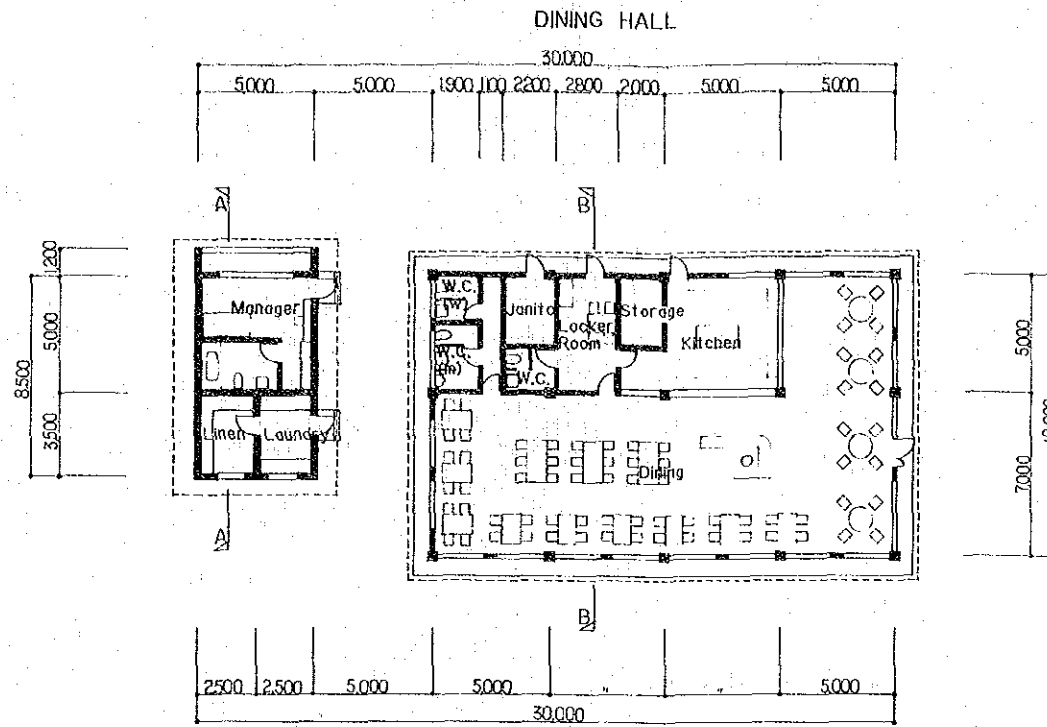 DINING HALL
30,000
5,000 5,000 1,900 1,100 2,200 2,800 2,000 5,000 5,000
A B
1,200
5,000
8,500
3,500
Manager
Linen Laundry
W.C.
(W)
W.C.
(m)
Janito
W.C.
Locker
Room
Storage
Kitchen
Dining
5,000
7,000
A
B
2,500 2,500 5,000 5,000 " " 5,000
30,000